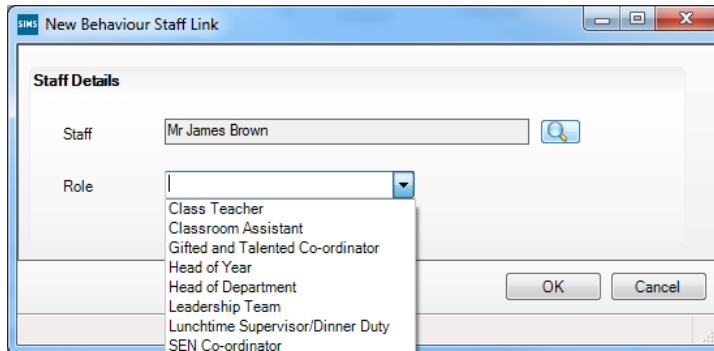 SIMS New Behaviour Staff Link
Staff Details
Staff Mr James Brown
Role
Class Teacher
Classroom Assistant
Gifted and Talented Co-ordinator
Head of Year
Head of Department
Leadership Team
Lunchtime Supervisor/Dinner Duty
SEN Co-ordinator
OK Cancel